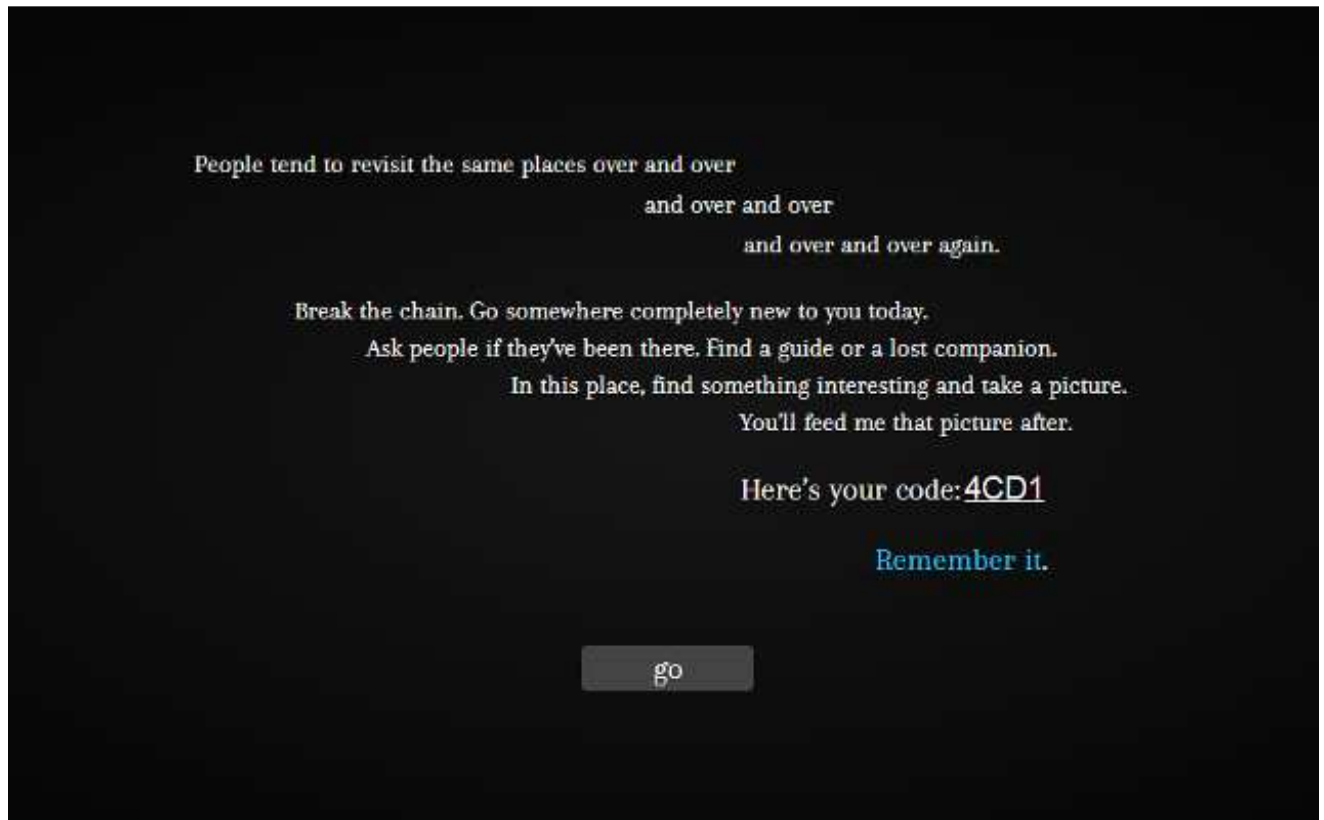 People tend to revisit the same places over and over
and over and over
and over and over again.
Break the chain. Go somewhere completely new to you today.
Ask people if they've been there. Find a guide or a lost companion.
In this place, find something interesting and take a picture.
You'll feed me that picture after.
Here's your code: 4CD1
Remember it.
go